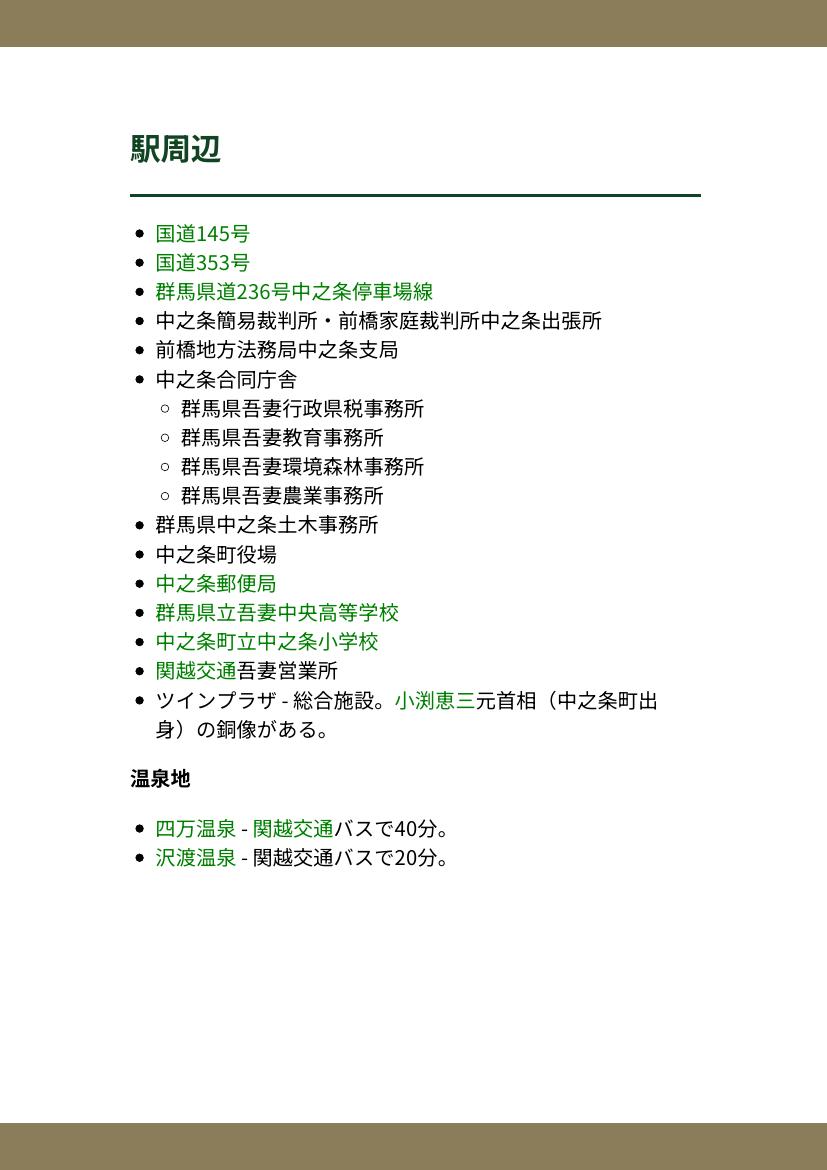 駅周辺
国道145号
国道353号
群馬県道236号中之条停車場線
中之条簡易裁判所・前橋家庭裁判所中之条出張所
前橋地方法務局中之条支局
中之条合同庁舎
群馬県吾妻行政県税事務所
群馬県吾妻教育事務所
群馬県吾妻環境森林事務所
群馬県吾妻農業事務所
群馬県中之条土木事務所
中之条町役場
中之条郵便局
群馬県立吾妻中央高等学校
中之条町立中之条小学校
関越交通吾妻営業所
ツインプラザ - 総合施設。小渕恵三元首相（中之条町出
身）の銅像がある。
温泉地
四万温泉 - 関越交通バスで40分。
沢渡温泉 - 関越交通バスで20分。